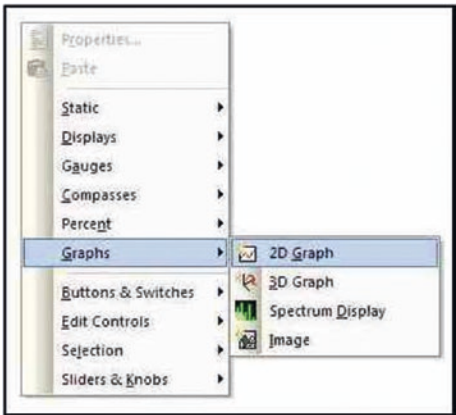 Properties...
Paste
Static
Displays
Gauges
Compasses
Percent
Graphs
2D Graph
3D Graph
Spectrum Display
Image
Buttons & Switches
Edit Controls
Selection
Sliders & Knobs